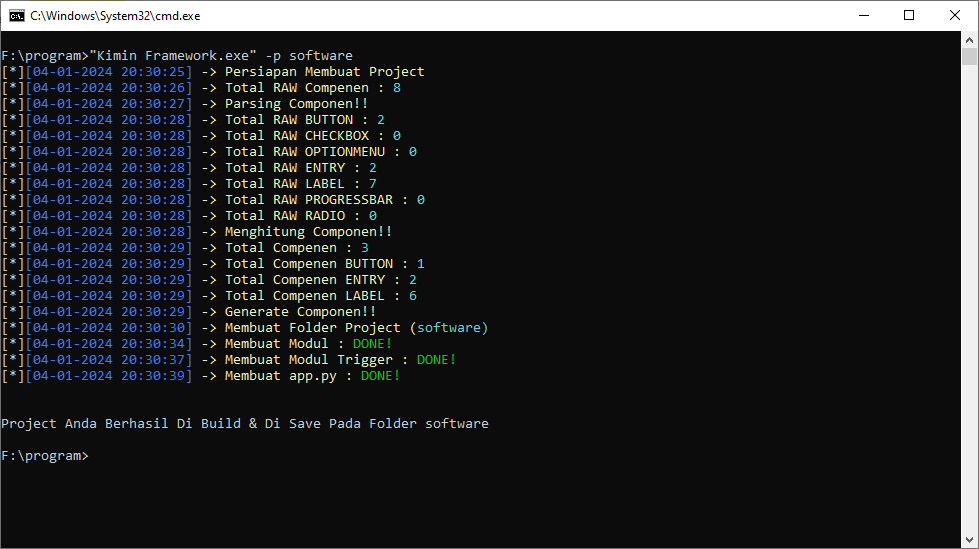 C:\Windows\System32\cmd.exe
F:\program>"Kimin Framework.exe" -p software
[*][04-01-2024 20:30:25] -> Persiapan Membuat Project
[*][04-01-2024 20:30:26] -> Total RAW Compenen : 8
[*][04-01-2024 20:30:27] -> Parsing Componen!!
[*][04-01-2024 20:30:28] -> Total RAW BUTTON : 2
[*][04-01-2024 20:30:28] -> Total RAW CHECKBOX : 0
[*][04-01-2024 20:30:28] -> Total RAW OPTIONMENU : 0
[*][04-01-2024 20:30:28] -> Total RAW ENTRY : 2
[*][04-01-2024 20:30:28] -> Total RAW LABEL : 7
[*][04-01-2024 20:30:28] -> Total RAW PROGRESSBAR : 0
[*][04-01-2024 20:30:28] -> Total RAW RADIO : 0
[*][04-01-2024 20:30:28] -> Menghitung Componen!!
[*][04-01-2024 20:30:29] -> Total Compenen : 3
[*][04-01-2024 20:30:29] -> Total Compenen BUTTON : 1
[*][04-01-2024 20:30:29] -> Total Compenen ENTRY : 2
[*][04-01-2024 20:30:29] -> Total Compenen LABEL : 6
[*][04-01-2024 20:30:29] -> Generate Componen!!
[*][04-01-2024 20:30:30] -> Membuat Folder Project (software)
[*][04-01-2024 20:30:34] -> Membuat Modul : DONE!
[*][04-01-2024 20:30:37] -> Membuat Modul Trigger : DONE!
[*][04-01-2024 20:30:39] -> Membuat app.py : DONE!
Project Anda Berhasil Di Build & Di Save Pada Folder software
F:\program>